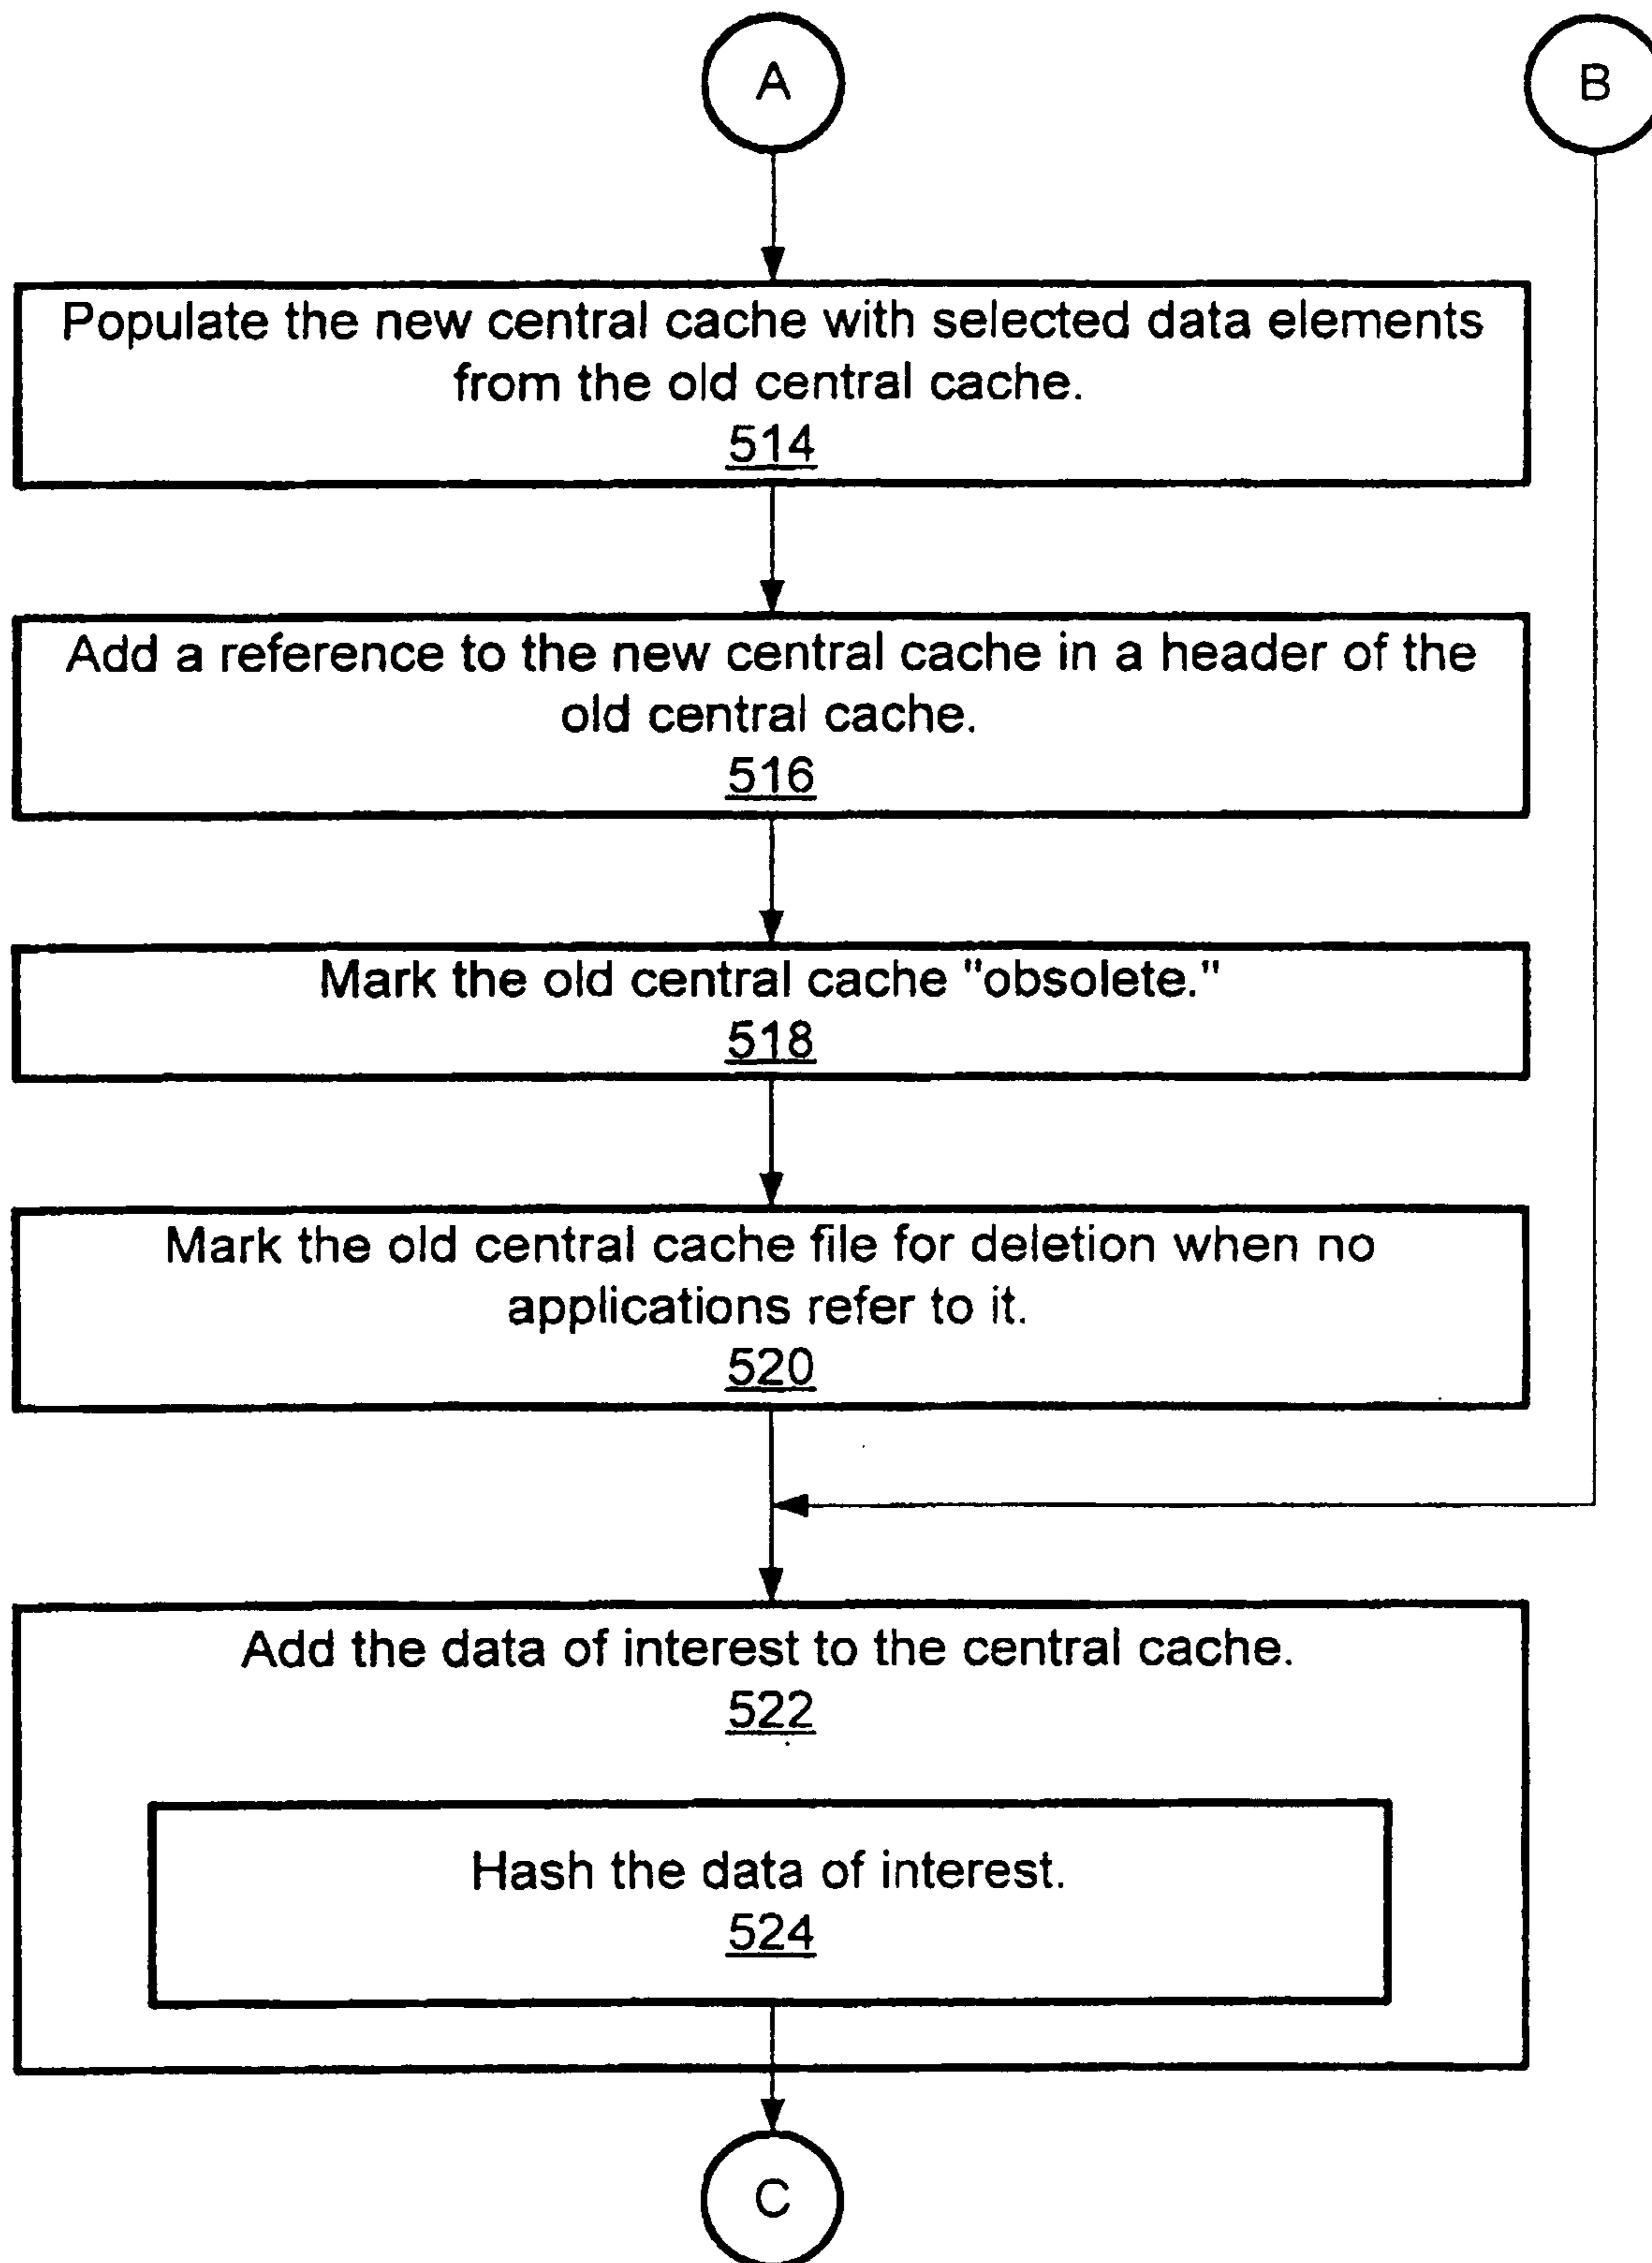 A
B
Populate the new central cache with selected data elements
from the old central cache.
514
Add a reference to the new central cache in a header of the
old central cache.
516
Mark the old central cache "obsolete."
518
Mark the old central cache file for deletion when no
applications refer to it.
520
Add the data of interest to the central cache.
522
Hash the data of interest.
524
C